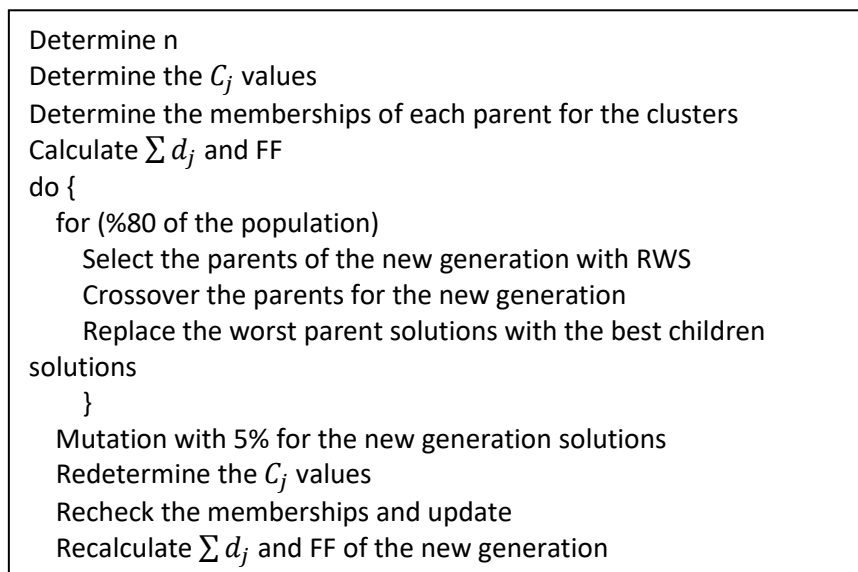 Determine n
Determine the C_j values
Determine the memberships of each parent for the clusters
Calculate ∑ d_j and FF
do {
for (%80 of the population)
Select the parents of the new generation with RWS
Crossover the parents for the new generation
Replace the worst parent solutions with the best children
solutions
}
Mutation with 5% for the new generation solutions
Redetermine the C_j values
Recheck the memberships and update
Recalculate ∑ d_j and FF of the new generation